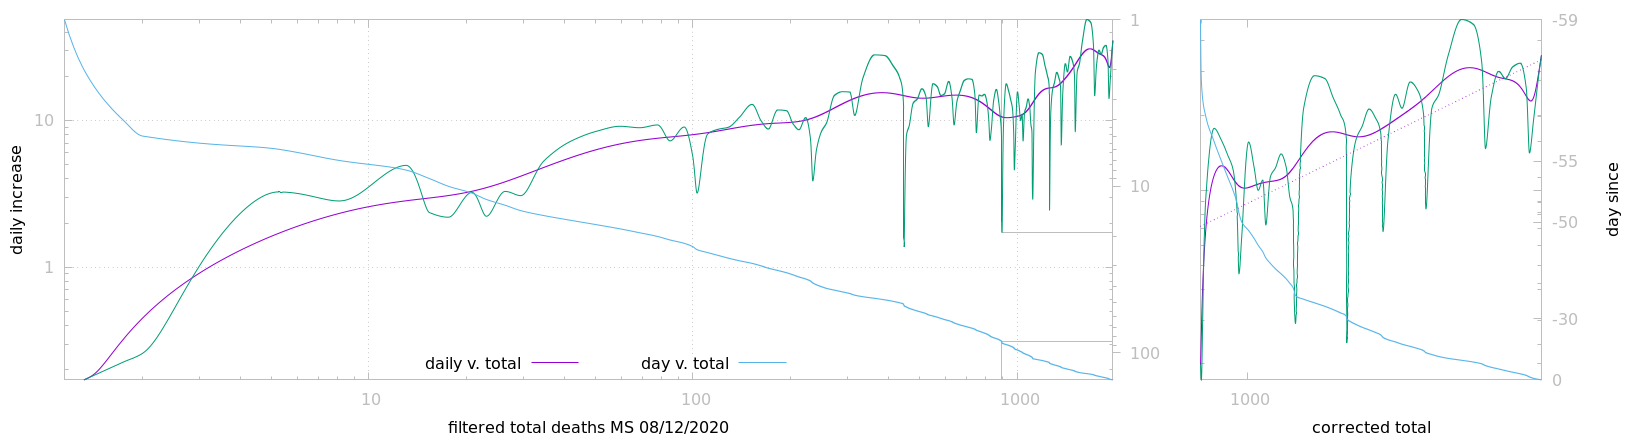 1
-59
10
daily increase
-55
10
-50
day since
1
-30
daily v. total
day v. total
100
0
10
100
1000
1000
filtered total deaths MS 08/12/2020
corrected total